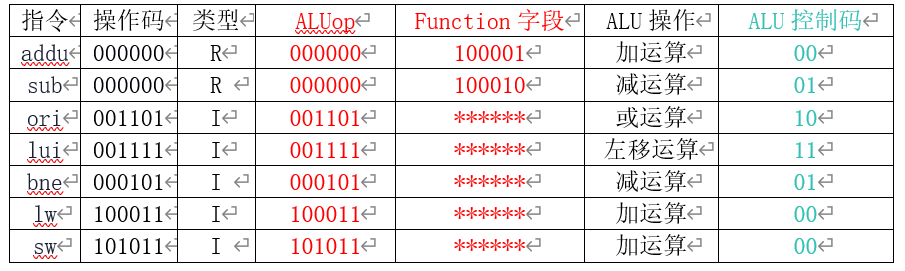 指令 操作码 类型 ALUop Function 字段 ALU 操作 ALU 控制码
addu 000000 R 000000 100001 加运算 00
sub 000000 R 000000 100010 减运算 01
ori 001101 I 001101 ****** 或运算 10
lui 001111 I 001111 ****** 左移运算 11
bne 000101 I 000101 ****** 减运算 01
lw 100011 I 100011 ****** 加运算 00
sw 101011 I 101011 ****** 加运算 00